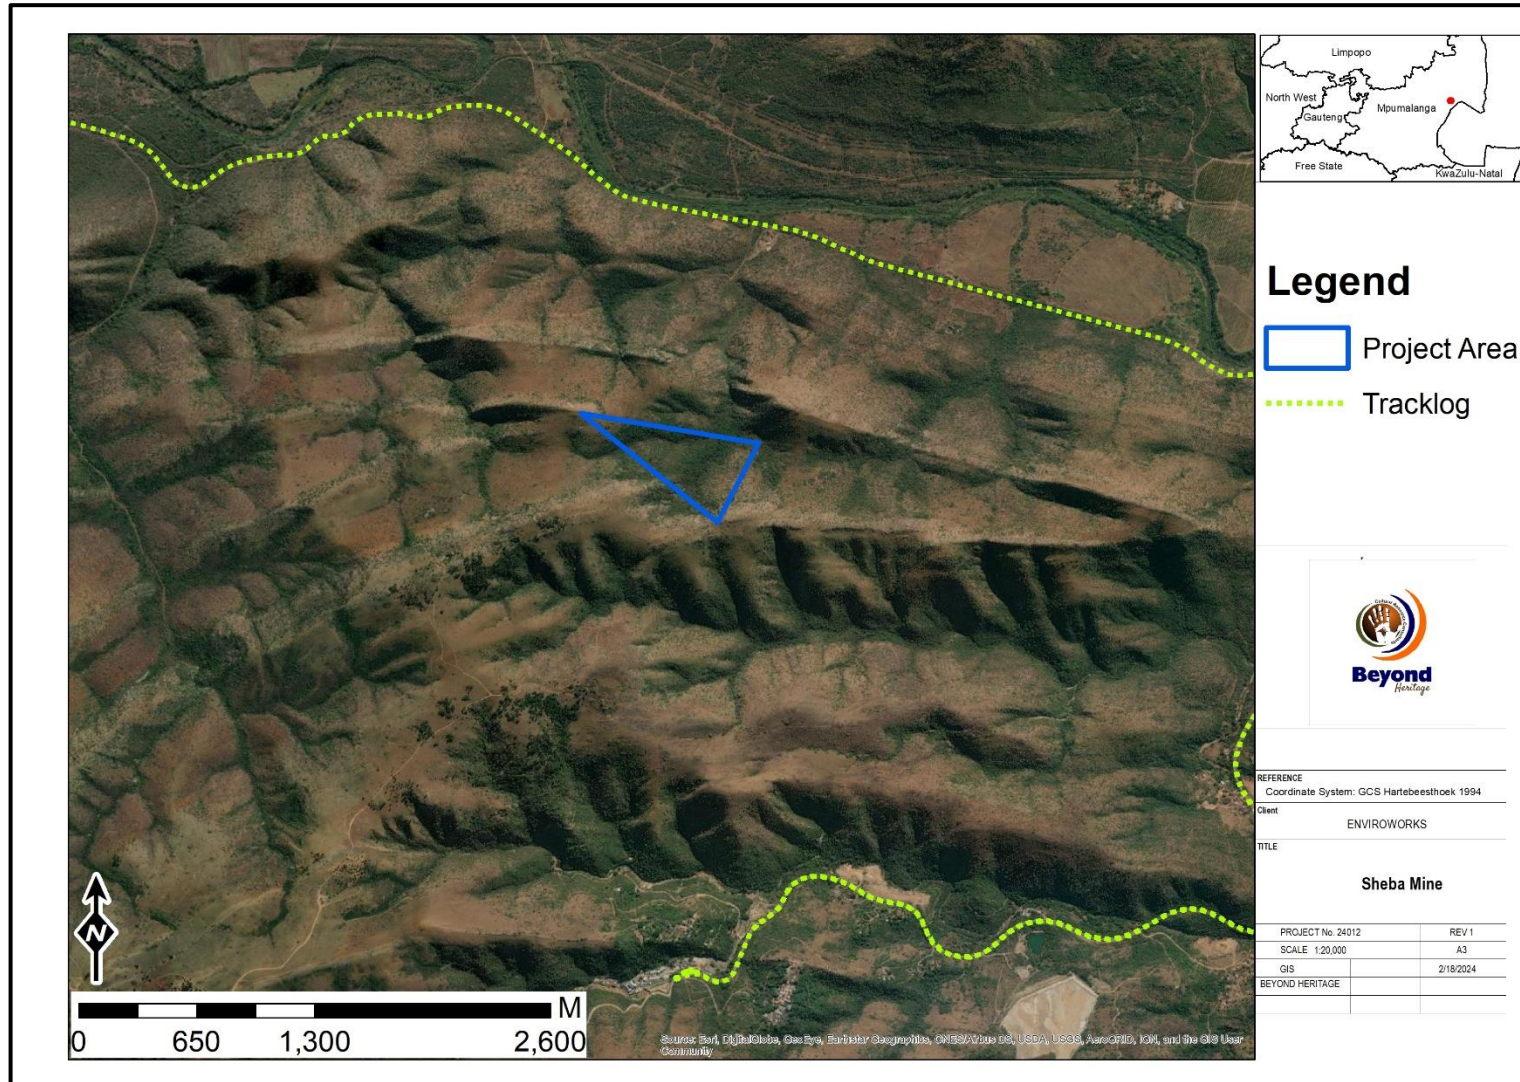 Limpopo
North West
Mpumalanga
Gauteng
Free State
KwaZulu-Natal
Legend
Project Area
Tracklog
Beyond
Heritage
REFERENCE
Coordinate System: GCS Hartebeesthoek 1994
Client
ENVIROWORKS
TITLE
Sheba Mine
PROJECT No. 24012 REV 1
SCALE 1:20,000 A3
GIS 2/18/2024
BEYOND HERITAGE
N
M
0 650 1,300 2,600
Source: Esri, DigitalGlobe, GeoEye, Earthstar Geographics, CNES/Airbus DS, USDA, USGS, AeroGRID, IGN, and the GIS User
Community